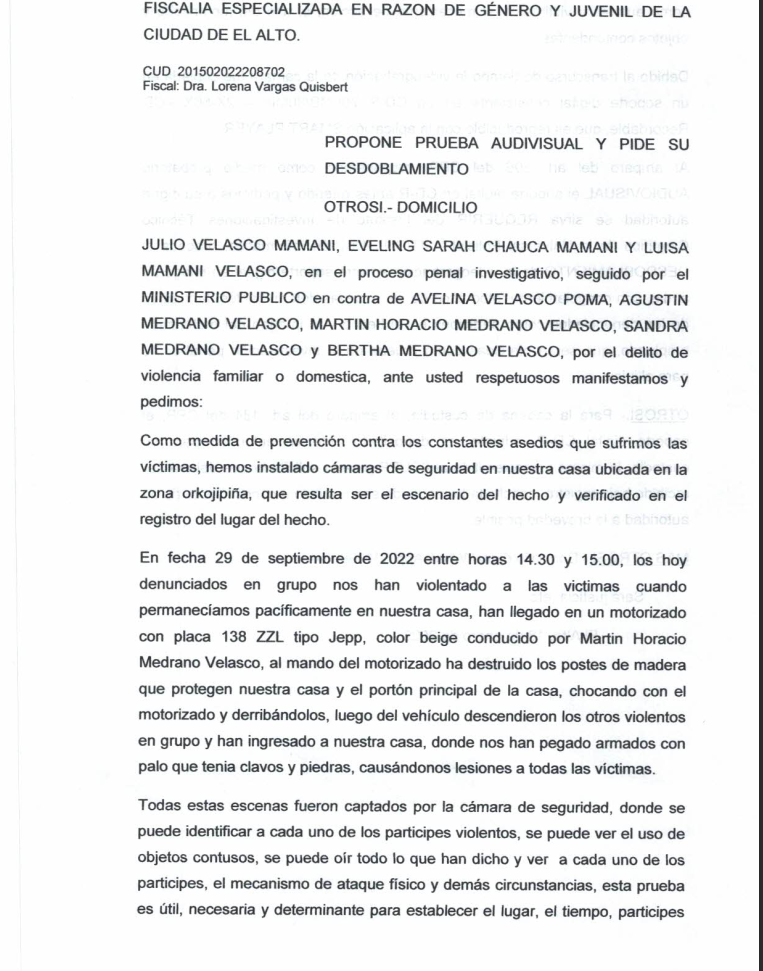 FISCALIA ESPECIALIZADA EN RAZON DE GÉNERO Y JUVENIL DE LA
CIUDAD DE EL ALTO.
CUD 201502022208702
Fiscal: Dra. Lorena Vargas Quisbert
PROPONE PRUEBA AUDIVISUAL Y PIDE SU
DESDOBLAMIENTO
OTROSI.- DOMICILIO
JULIO VELASCO MAMANI, EVELING SARAH CHAUCA MAMANI Y LUISA
MAMANI VELASCO, en el proceso penal investigativo, seguido por el
MINISTERIO PUBLICO en contra de AVELINA VELASCO POMA, AGUSTIN
MEDRANO VELASCO, MARTIN HORACIO MEDRANO VELASCO, SANDRA
MEDRANO VELASCO y BERTHA MEDRANO VELASCO, por el delito de
violencia familiar o domestica, ante usted respetuosos manifestamos y
pedimos:
Como medida de prevención contra los constantes asedios que sufrimos las
víctimas, hemos instalado cámaras de seguridad en nuestra casa ubicada en la
zona orkojipiña, que resulta ser el escenario del hecho y verificado en el
registro del lugar del hecho.
En fecha 29 de septiembre de 2022 entre horas 14.30 y 15.00, los hoy
denunciados en grupo nos han violentado a las victimas cuando
permanecíamos pacíficamente en nuestra casa, han llegado en un motorizado
con placa 138 ZZL tipo Jepp, color beige conducido por Martin Horacio
Medrano Velasco, al mando del motorizado ha destruido los postes de madera
que protegen nuestra casa y el portón principal de la casa, chocando con el
motorizado y derribándolos, luego del vehículo descendieron los otros violentos
en grupo y han ingresado a nuestra casa, donde nos han pegado armados con
palo que tenia clavos y piedras, causándonos lesiones a todas las víctimas.
Todas estas escenas fueron captados por la cámara de seguridad, donde se
puede identificar a cada uno de los participes violentos, se puede ver el uso de
objetos contusos, se puede oír todo lo que han dicho y ver a cada uno de los
participes, el mecanismo de ataque físico y demás circunstancias, esta prueba
es útil, necesaria y determinante para establecer el lugar, el tiempo, participes